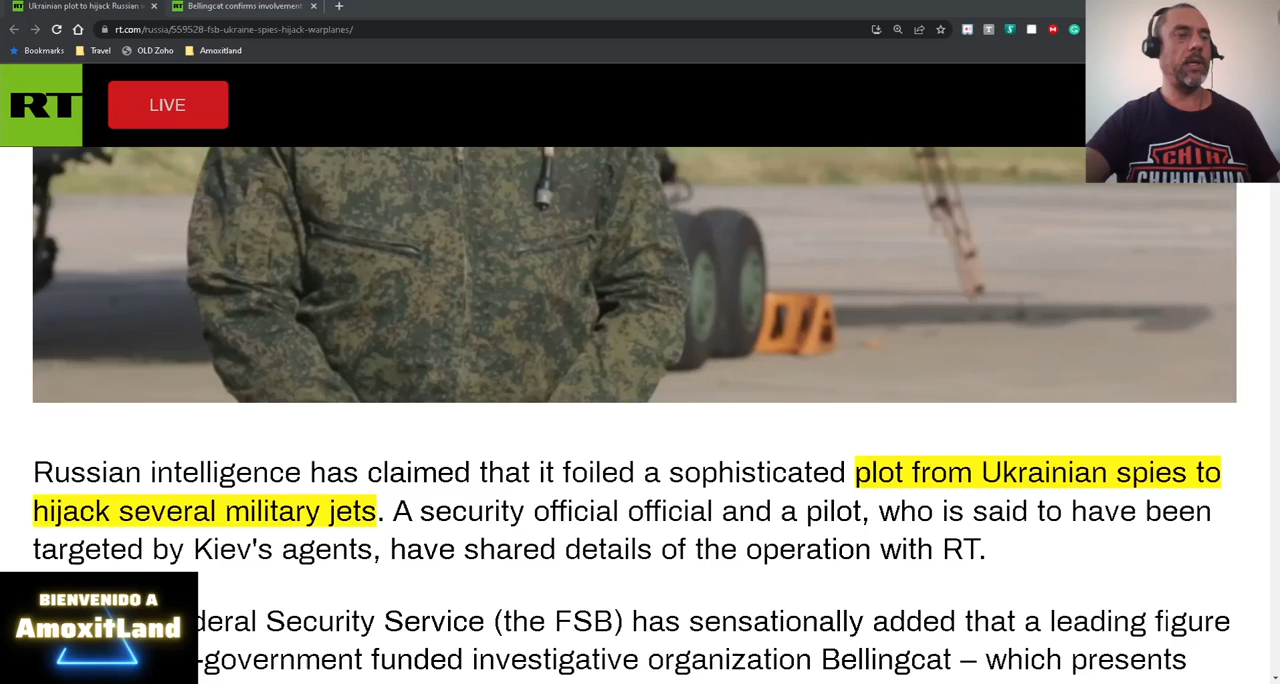 Ukrainian plot to hijack Russian
Bellingcat confirms involvement
rt.com/russia/559528-fsb-ukraine-spies-hijack-warplanes/
Bookmarks
Travel
OLD Zoho
Amoxitland
RT
LIVE
CHIHUAHUA
Russian intelligence has claimed that it foiled a sophisticated plot from Ukrainian spies to
hijack several military jets. A security official official and a pilot, who is said to have been
targeted by Kiev's agents, have shared details of the operation with RT.
BIENVENIDO A
AmoxitLand
deral Security Service (the FSB) has sensationally added that a leading figure
-government funded investigative organization Bellingcat – which presents